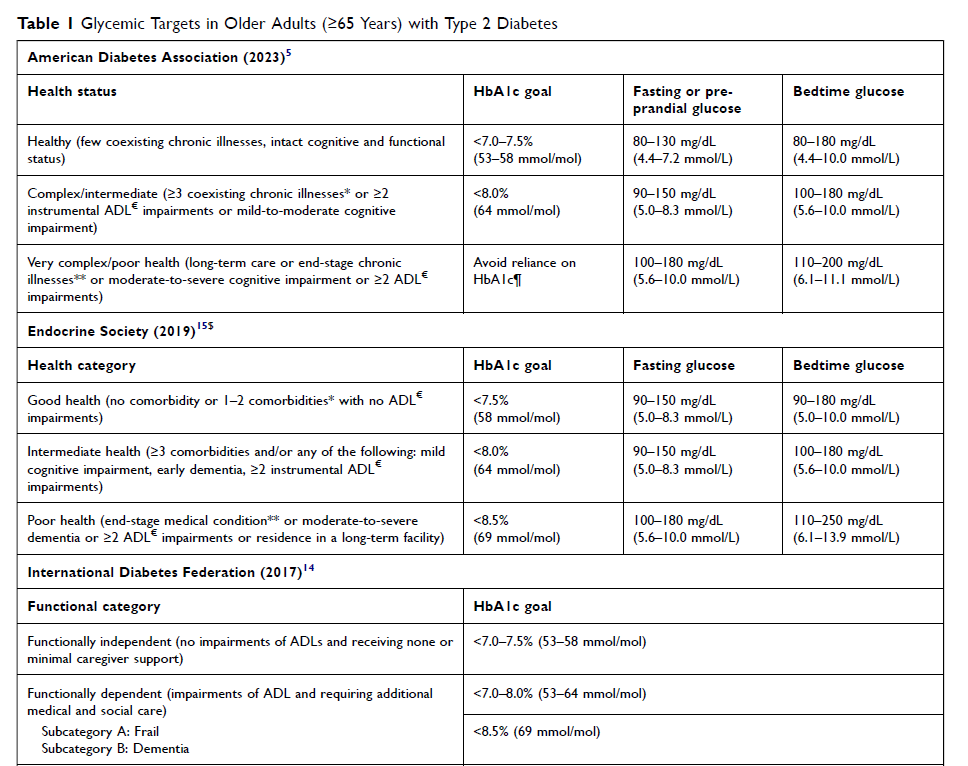 Table 1 Glycemic Targets in Older Adults (≥65 Years) with Type 2 Diabetes
American Diabetes Association (2023)5
Health status HbA1c goal Fasting or pre-
prandial glucose Bedtime glucose
Healthy (few coexisting chronic illnesses, intact cognitive and functional
status) <7.0–7.5%
(53–58 mmol/mol) 80–130 mg/dL
(4.4–7.2 mmol/L) 80–180 mg/dL
(4.4–10.0 mmol/L)
Complex/intermediate (≥3 coexisting chronic illnesses* or ≥2
instrumental ADL€ impairments or mild-to-moderate cognitive
impairment) <8.0%
(64 mmol/mol) 90–150 mg/dL
(5.0–8.3 mmol/L) 100–180 mg/dL
(5.6–10.0 mmol/L)
Very complex/poor health (long-term care or end-stage chronic
illnesses** or moderate-to-severe cognitive impairment or ≥2 ADL€
impairments) Avoid reliance on
HbA1c¶ 100–180 mg/dL
(5.6–10.0 mmol/L) 110–200 mg/dL
(6.1–11.1 mmol/L)
Endocrine Society (2019)15$
Health category HbA1c goal Fasting glucose Bedtime glucose
Good health (no comorbidity or 1–2 comorbidities* with no ADL€
impairments) <7.5%
(58 mmol/mol) 90–150 mg/dL
(5.0–8.3 mmol/L) 90–180 mg/dL
(5.0–10.0 mmol/L)
Intermediate health (≥3 comorbidities and/or any of the following: mild
cognitive impairment, early dementia, ≥2 instrumental ADL€
impairments) <8.0%
(64 mmol/mol) 90–150 mg/dL
(5.0–8.3 mmol/L) 100–180 mg/dL
(5.6–10.0 mmol/L)
Poor health (end-stage medical condition** or moderate-to-severe
dementia or ≥2 ADL€ impairments or residence in a long-term facility) <8.5%
(69 mmol/mol) 100–180 mg/dL
(5.6–10.0 mmol/L) 110–250 mg/dL
(6.1–13.9 mmol/L)
International Diabetes Federation (2017)14
Functional category HbA1c goal
Functionally independent (no impairments of ADLs and receiving none or
minimal caregiver support) <7.0–7.5% (53–58 mmol/mol)
Functionally dependent (impairments of ADL and requiring additional
medical and social care) <7.0–8.0% (53–64 mmol/mol)
Subcategory A: Frail
Subcategory B: Dementia <8.5% (69 mmol/mol)